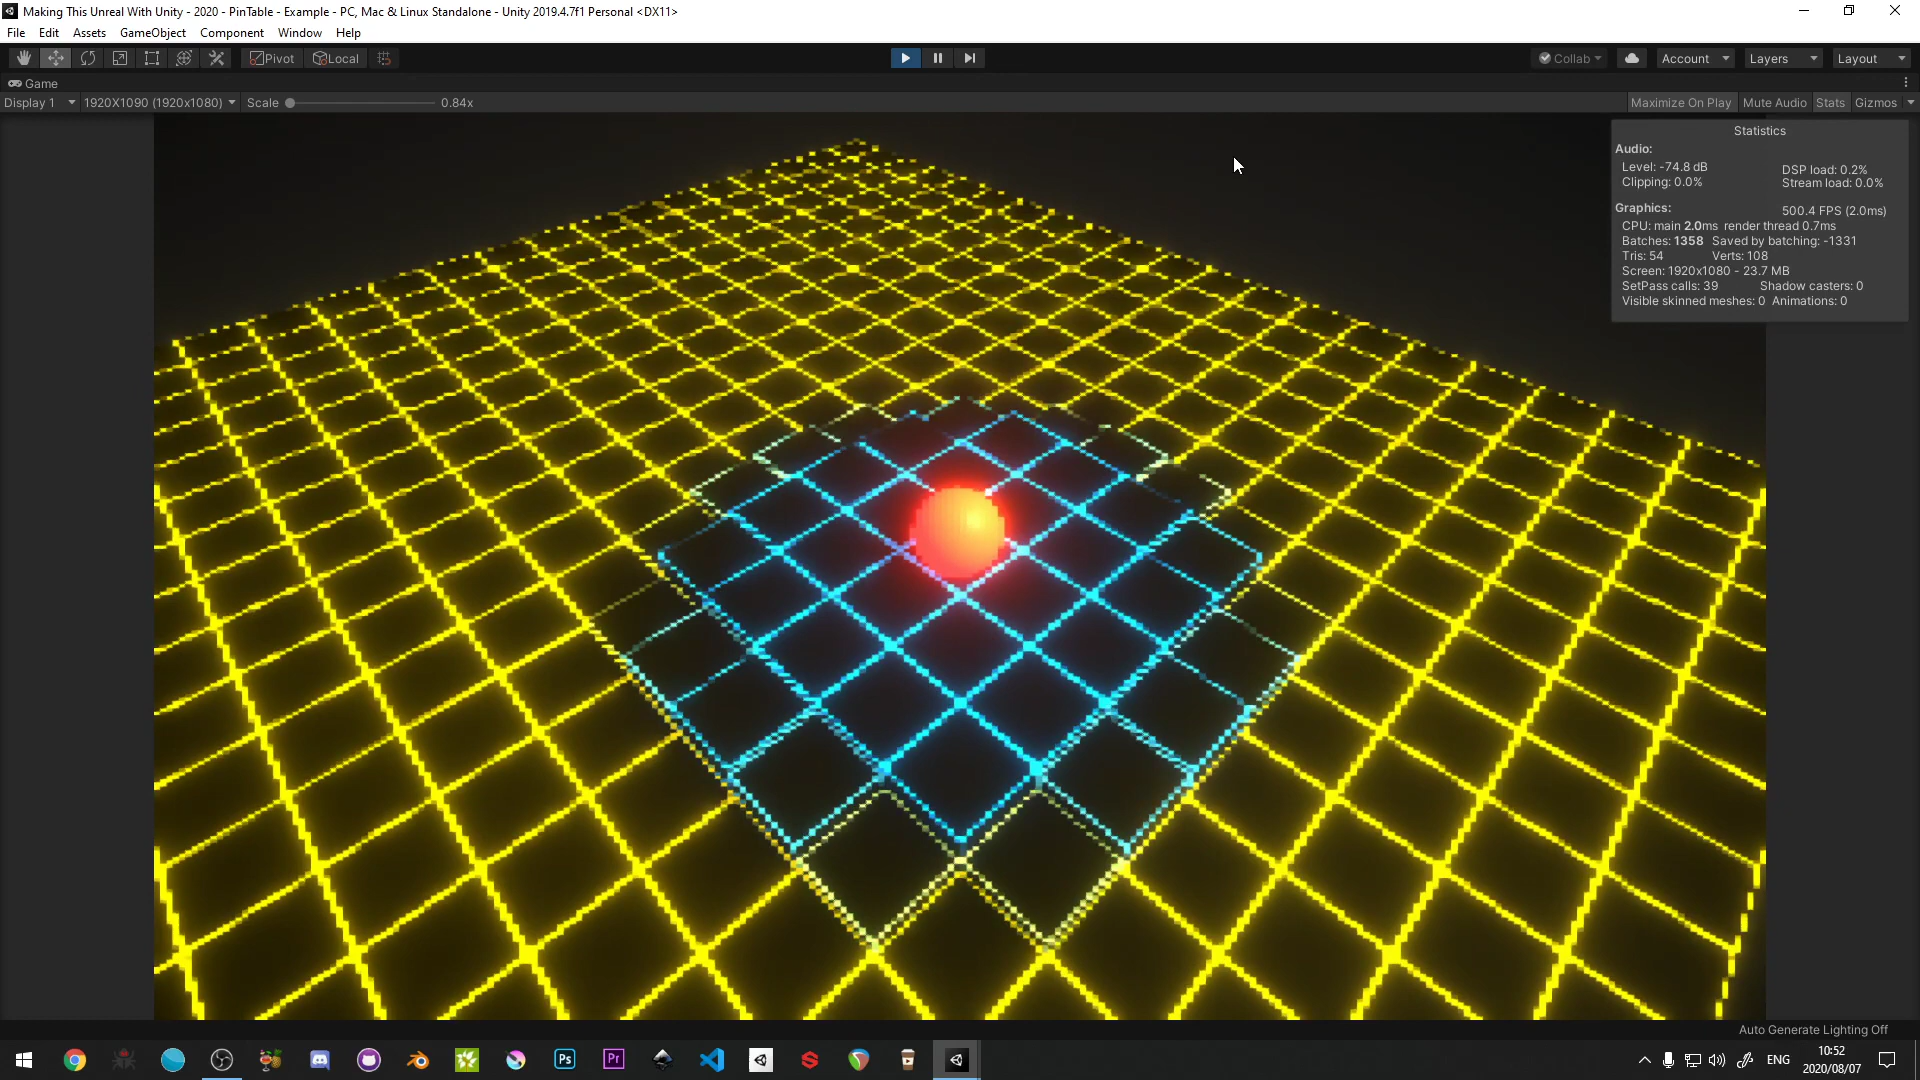 Making This Unreal With Unity - 2020 - PinTable - Example - PC, Mac & Linux Standalone - Unity 2019.4.7f1 Personal <DX11>
File Edit Assets GameObject Component Window Help
Pivot Local Collab Account Layers Layout
Game
Display 1 1920X1090 (1920x1080) Scale 0.84x Maximize On Play Mute Audio Stats Gizmos
Statistics
Audio:
Level: -74.8 dB DSP load: 0.2%
Clipping: 0.0% Stream load: 0.0%
Graphics: 500.4 FPS (2.0ms)
CPU: main 2.0ms render thread 0.7ms
Batches: 1358 Saved by batching: -1331
Tris: 54 Verts: 108
Screen: 1920x1080 - 23.7 MB
SetPass calls: 39 Shadow casters: 0
Visible skinned meshes: 0 Animations: 0
Auto Generate Lighting Off
Ps Pr ENG 10:52
2020/08/07